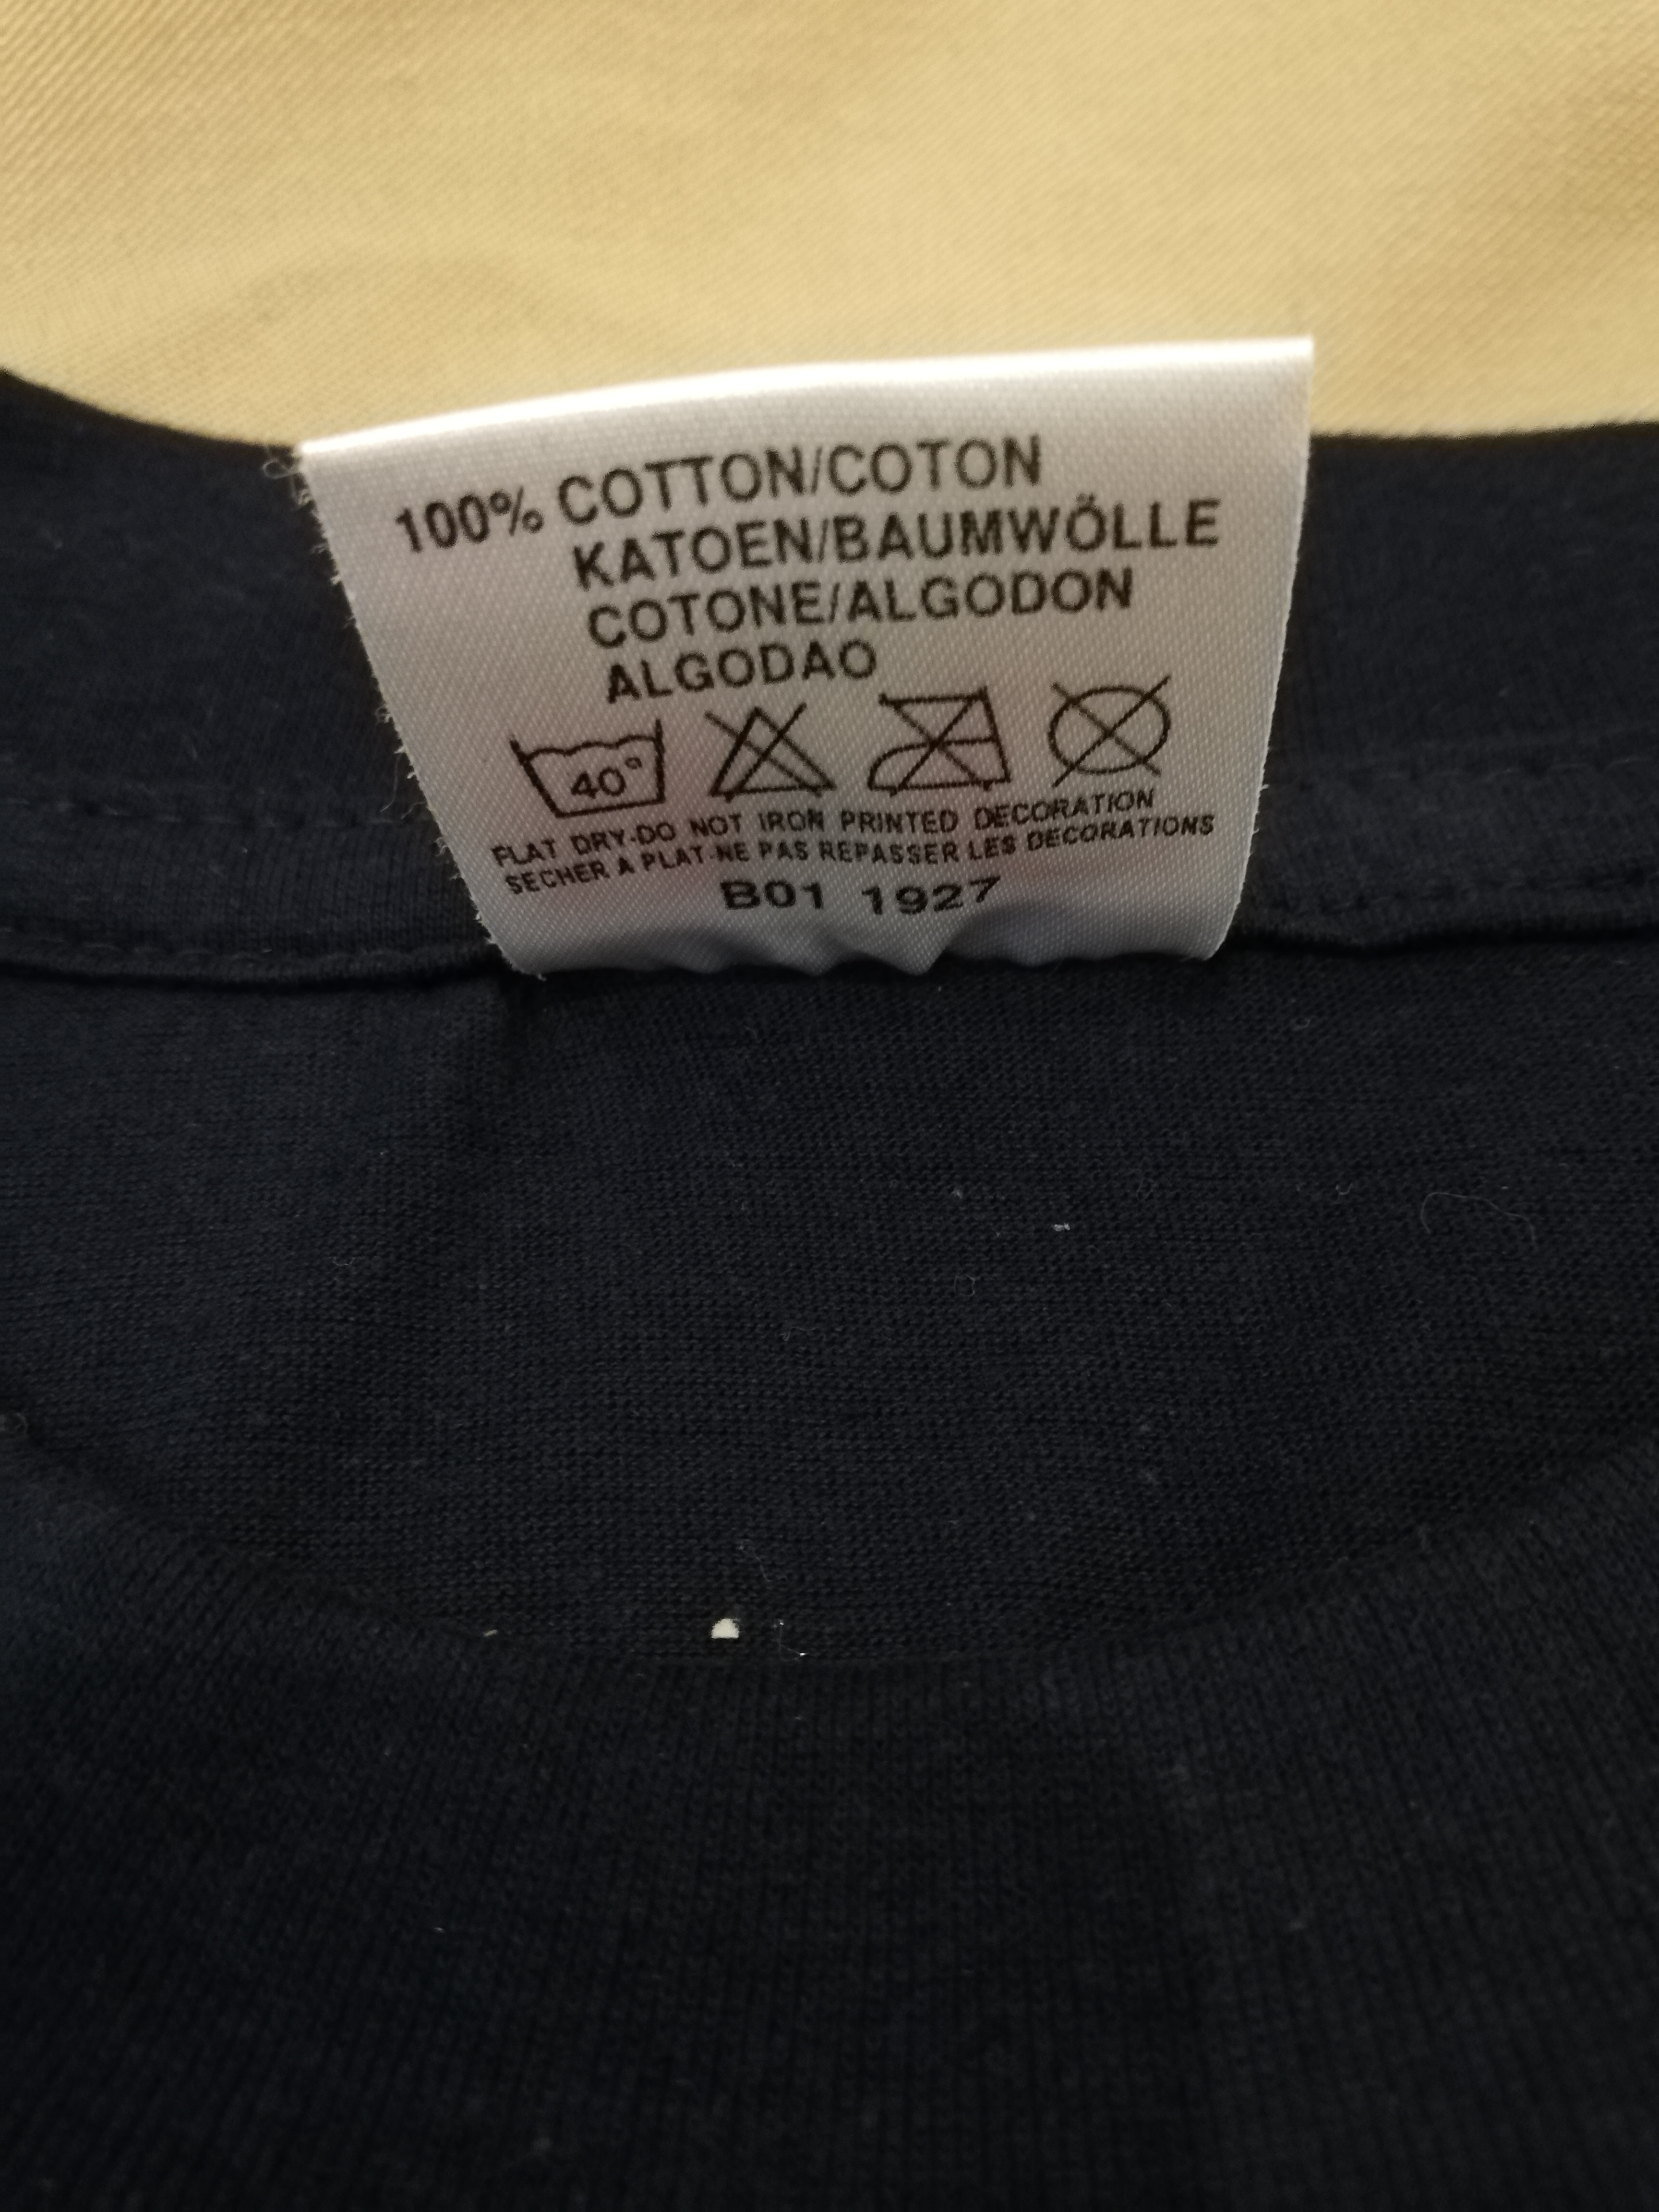 100% COTTON/COTON
KATOEN/BAUMWÖLLE
COTONE/ALGODON
ALGODAO
40°
FLAT DRY-DO NOT IRON PRINTED DECORATION
SECHER A PLAT-NE PAS REPASSER LES DECORATIONS
B01 1927